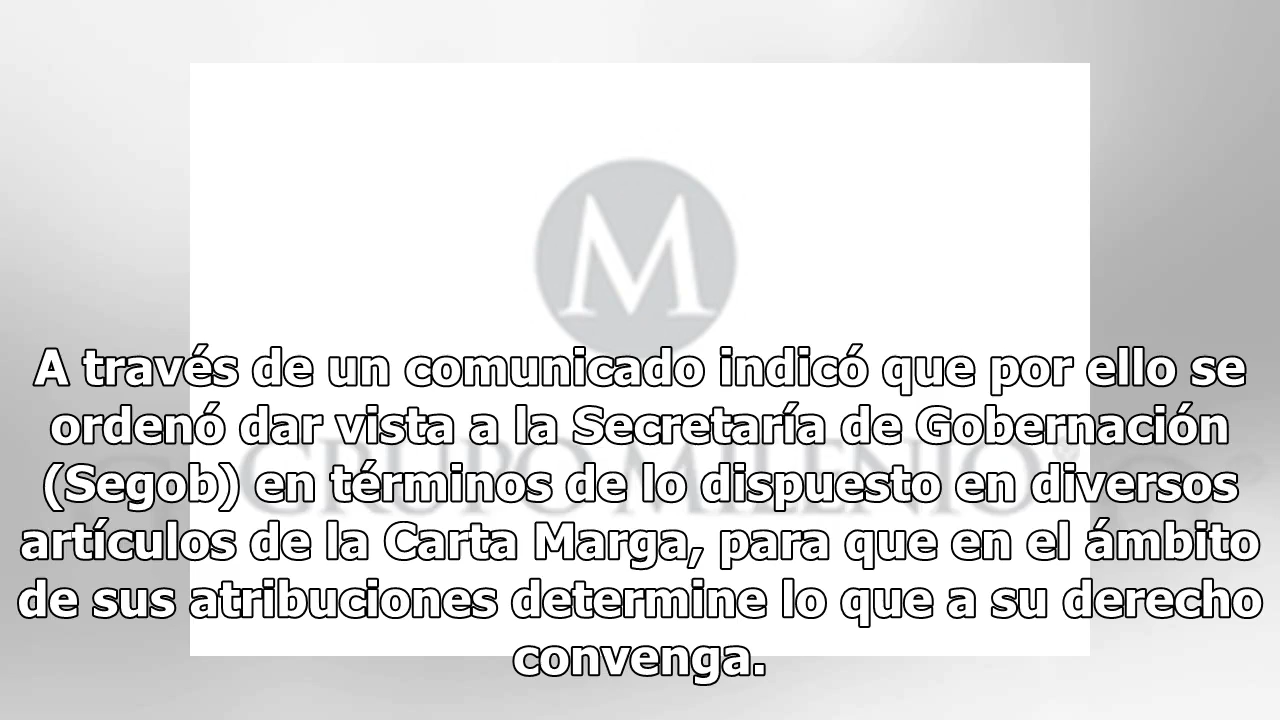 M
A través de un comunicado indicó que por ello se
ordenó dar vista a la Secretaría de Gobernación
GRUPO MILENIO®
(Segob) en términos de lo dispuesto en diversos
artículos de la Carta Marga, para que en el ámbito
de sus atribuciones determine lo que a su derecho
convenga.